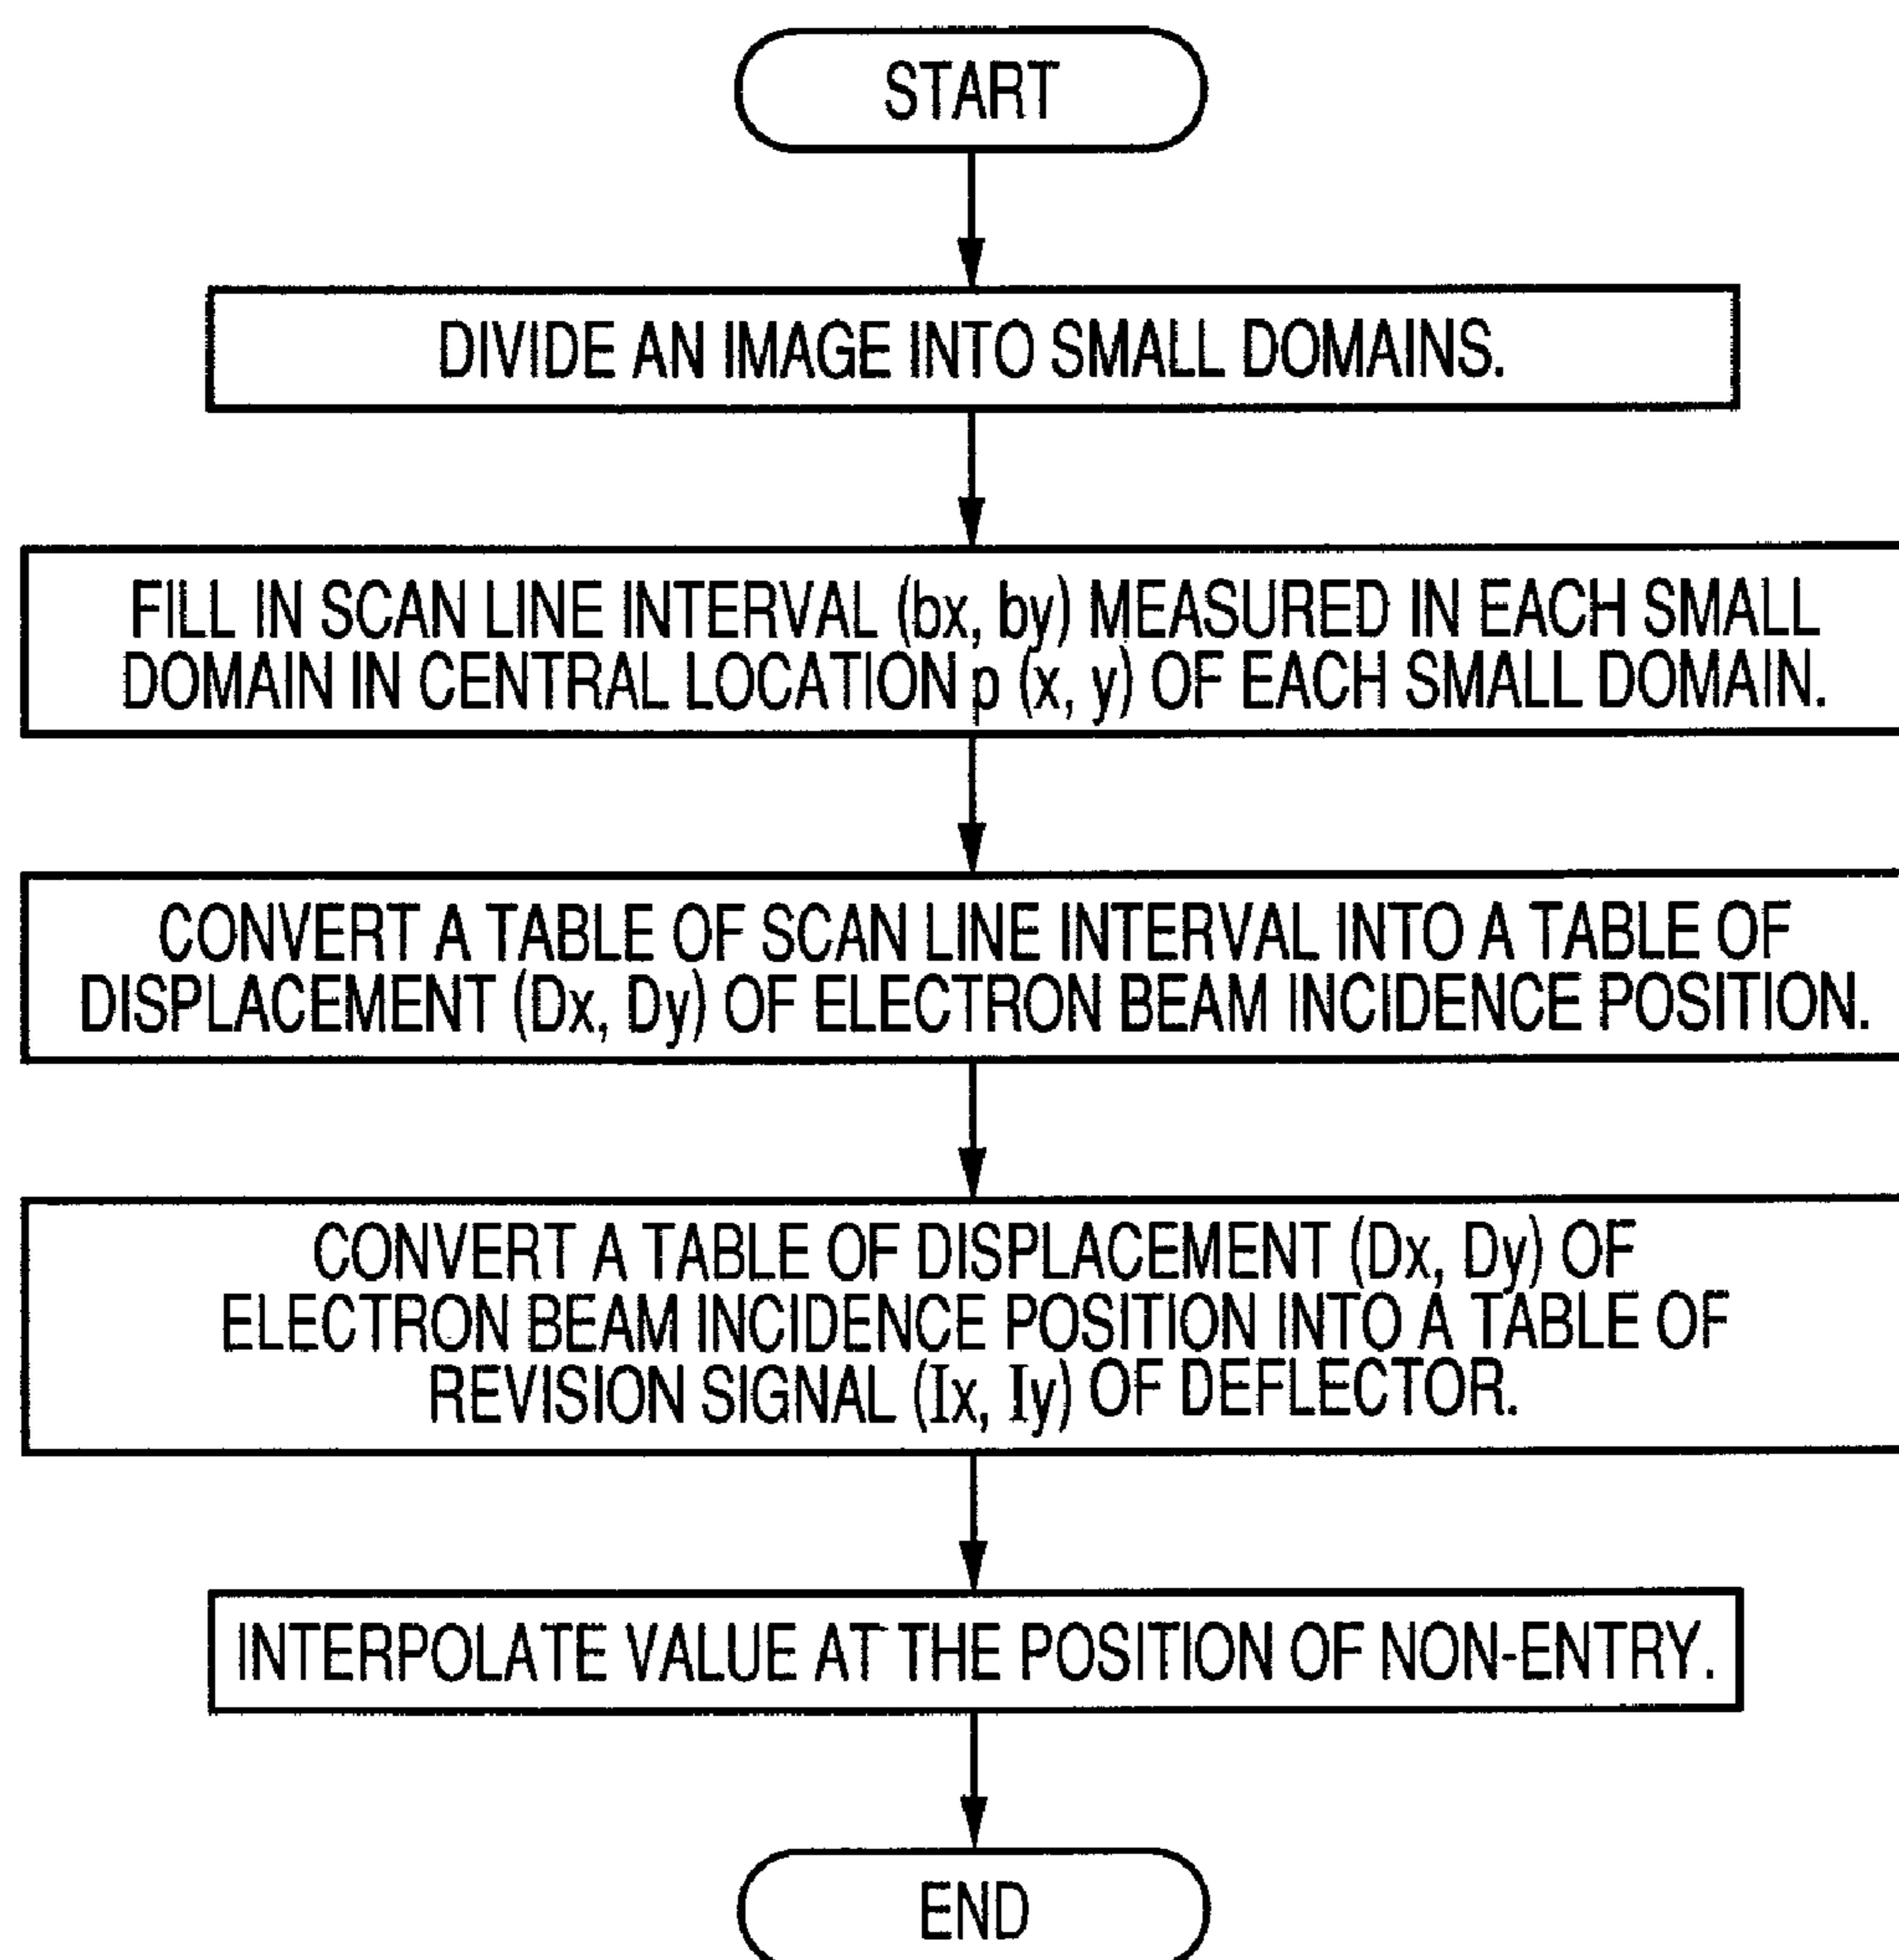 START
DIVIDE AN IMAGE INTO SMALL DOMAINS.
FILL IN SCAN LINE INTERVAL (bx, by) MEASURED IN EACH SMALL
DOMAIN IN CENTRAL LOCATION p (x, y) OF EACH SMALL DOMAIN.
CONVERT A TABLE OF SCAN LINE INTERVAL INTO A TABLE OF
DISPLACEMENT (Dx, Dy) OF ELECTRON BEAM INCIDENCE POSITION.
CONVERT A TABLE OF DISPLACEMENT (Dx, Dy) OF
ELECTRON BEAM INCIDENCE POSITION INTO A TABLE OF
REVISION SIGNAL (Ix, Iy) OF DEFLECTOR.
INTERPOLATE VALUE AT THE POSITION OF NON-ENTRY.
END